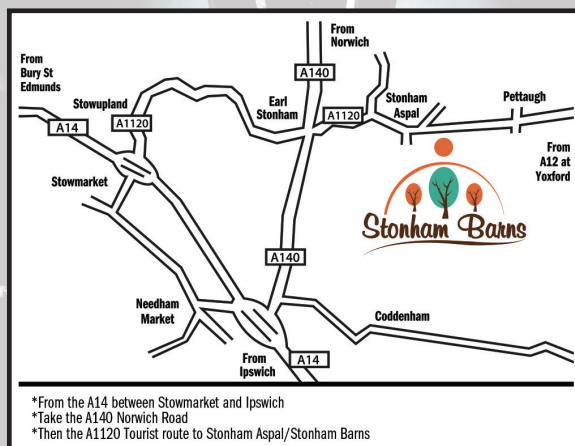 From
Norwich
From
Bury St
Edmunds
A140
Stowupland
Earl
Stonham
Stonham
Aspal
Pettaugh
A14
A1120
A1120
From
A12 at
Yoxford
Stowmarket
Stonham Barns
A140
Needham
Market
Coddenham
From
Ipswich
A14
*From the A14 between Stowmarket and Ipswich
*Take the A140 Norwich Road
*Then the A1120 Tourist route to Stonham Aspal/Stonham Barns